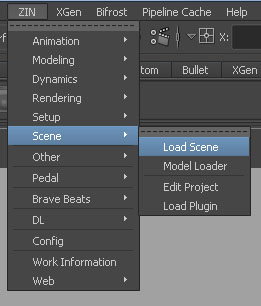 ZIN XGen Bifrost Pipeline Cache Help
X:
Animation
Modeling
tom Bullet XGen
Dynamics
Rendering
Setup
Scene
Load Scene
Other
Model Loader
Pedal
Edit Project
Brave Beats
Load Plugin
DL
Config
Work Information
Web